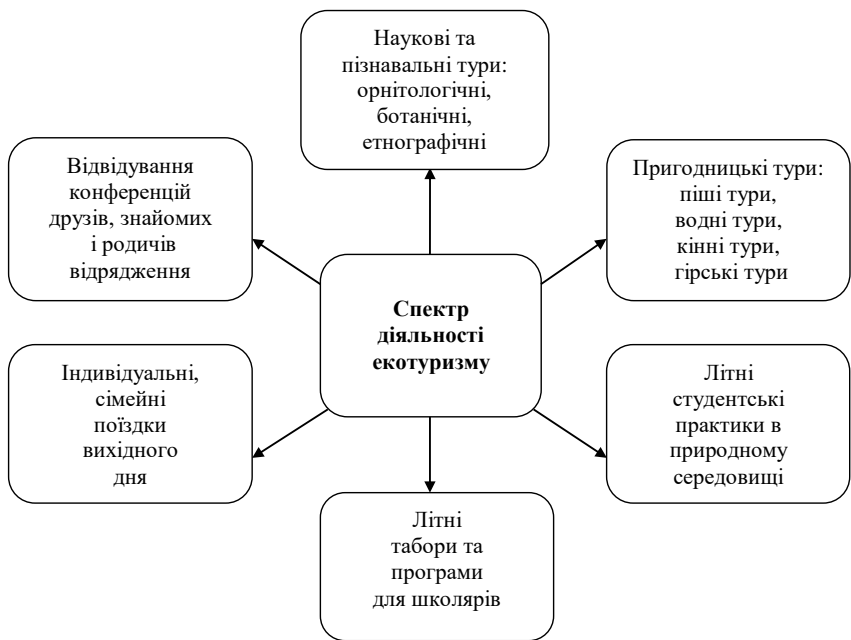 Наукові та
пізнавальні тури:
орнітологічні,
ботанічні,
етнографічні
Відвідування
конференцій
друзів, знайомих
і родичів
відрядження
Пригодницькі тури:
піші тури,
водні тури,
кінні тури,
гірські тури
Спектр
діяльності
екотуризму
Індивідуальні,
сімейні
поїздки
вихідного
дня
Літні
студентські
практики в
природному
середовищі
Літні
табори та
програми
для школярів